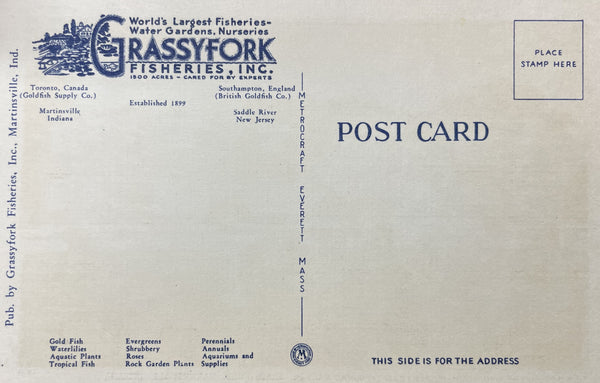 World's Largest Fisheries-
Water Gardens, Nurseries
GRASSYFORK
FISHERIES, INC.
1500 ACRES - CARED FOR BY EXPERTS
Toronto, Canada
(Goldfish Supply Co.)
Southampton, England
(British Goldfish Co.)
Established 1899
Martinsville
Indiana
Saddle River
New Jersey
Pub. by Grassyfork Fisheries, Inc., Martinsville, Ind.
METROCRAFT EVERETT MASS
PLACE
STAMP HERE
POST CARD
Gold Fish
Waterlilies
Aquatic Plants
Tropical Fish
Evergreens
Shrubbery
Roses
Rock Garden Plants
Perennials
Annuals
Aquariums and
Supplies
M
THIS SIDE IS FOR THE ADDRESS